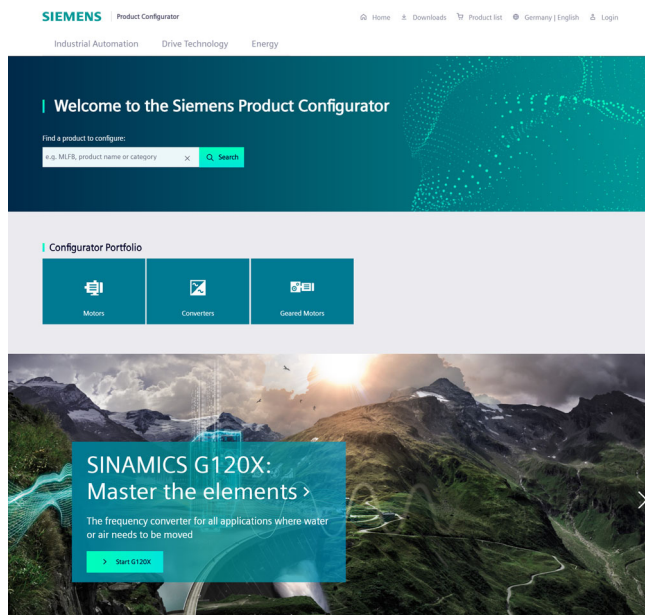 SIEMENS Product Configurator
Home Downloads Product list Germany | English Login
Industrial Automation Drive Technology Energy
Welcome to the Siemens Product Configurator
Find a product to configure:
e.g. MLFB, product name or category Search
Configurator Portfolio
Motors Converters Geared Motors
SINAMICS G120X:
Master the elements ›
The frequency converter for all applications where water
or air needs to be moved
Start G120X